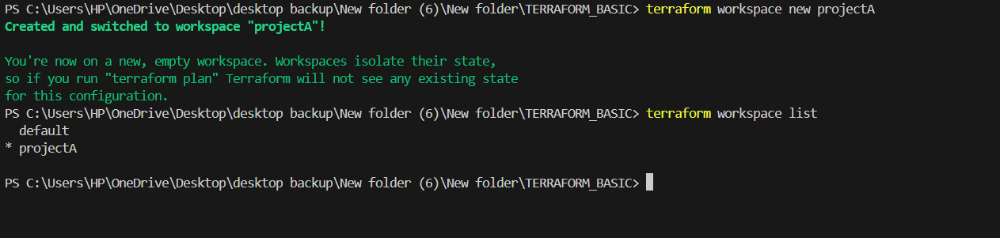 PS C:\Users\HP\OneDrive\Desktop\desktop backup\New folder (6)\New folder\TERRAFORM_BASIC> terraform workspace new projectA
Created and switched to workspace "projectA"!
You're now on a new, empty workspace. Workspaces isolate their state,
so if you run "terraform plan" Terraform will not see any existing state
for this configuration.
PS C:\Users\HP\OneDrive\Desktop\desktop backup\New folder (6)\New folder\TERRAFORM_BASIC> terraform workspace list
  default
* projectA
PS C:\Users\HP\OneDrive\Desktop\desktop backup\New folder (6)\New folder\TERRAFORM_BASIC>